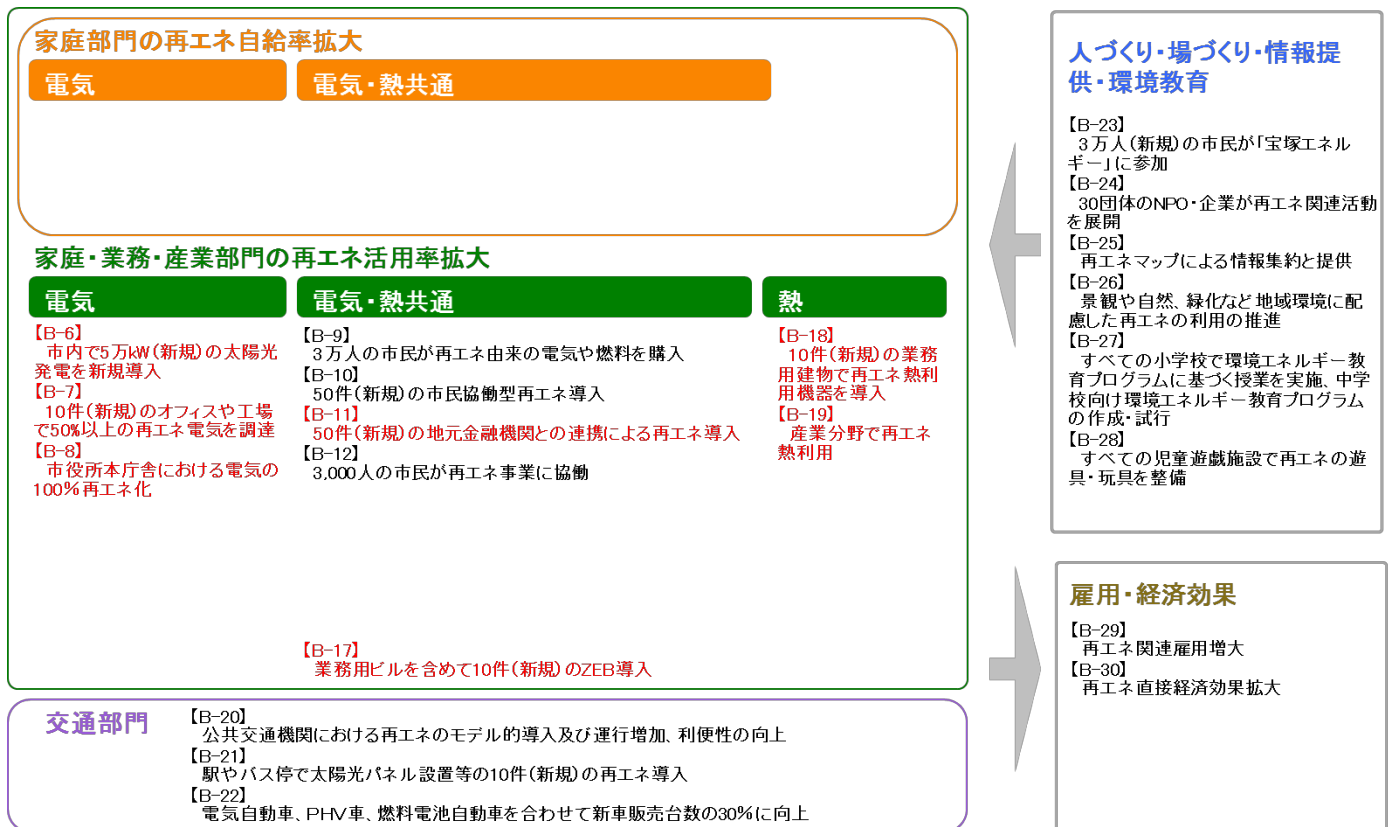 家庭部門の再エネ自給率拡大
電気
電気・熱共通
家庭・業務・産業部門の再エネ活用率拡大
電気
【B-6】
市内で5万kW(新規)の太陽光
発電を新規導入
【B-7】
10件(新規)のオフィスや工場
で50%以上の再エネ電気を調達
【B-8】
市役所本庁舎における電気の
100%再エネ化
電気・熱共通
【B-9】
3万人の市民が再エネ由来の電気や燃料を購入
【B-10】
50件(新規)の市民協働型再エネ導入
【B-11】
50件(新規)の地元金融機関との連携による再エネ導入
【B-12】
3,000人の市民が再エネ事業に協働
【B-17】
業務用ビルを含めて10件(新規)のZEB導入
熱
【B-18】
10件(新規)の業務
用建物で再エネ熱利
用機器を導入
【B-19】
産業分野で再エネ
熱利用
交通部門
【B-20】
公共交通機関における再エネのモデル的導入及び運行増加、利便性の向上
【B-21】
駅やバス停で太陽光パネル設置等の10件(新規)の再エネ導入
【B-22】
電気自動車、PHV車、燃料電池自動車を合わせて新車販売台数の30%に向上
人づくり・場づくり・情報提
供・環境教育
【B-23】
3万人(新規)の市民が「宝塚エネル
ギー」に参加
【B-24】
30団体のNPO・企業が再エネ関連活動
を展開
【B-25】
再エネマップによる情報集約と提供
【B-26】
景観や自然、緑化など地域環境に配
慮した再エネの利用の推進
【B-27】
すべての小学校で環境エネルギー教
育プログラムに基づく授業を実施、中学
校向け環境エネルギー教育プログラム
の作成・試行
【B-28】
すべての児童遊戯施設で再エネの遊
具・玩具を整備
雇用・経済効果
【B-29】
再エネ関連雇用増大
【B-30】
再エネ直接経済効果拡大